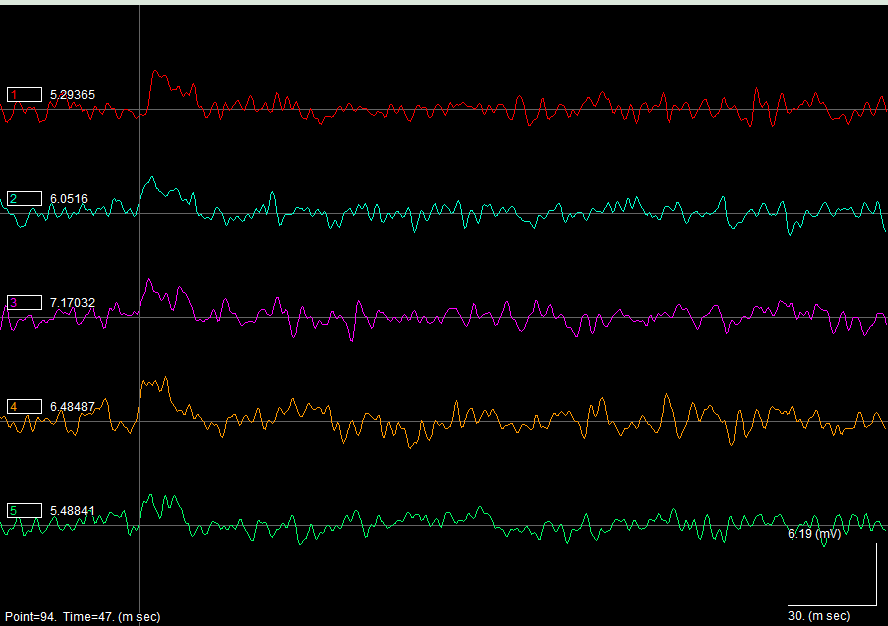 1 5.29365
2 6.0516
3 7.17032
4 6.48487
5 5.48841
6.19 (mV)
30. (m sec)
Point=94. Time=47. (m sec)